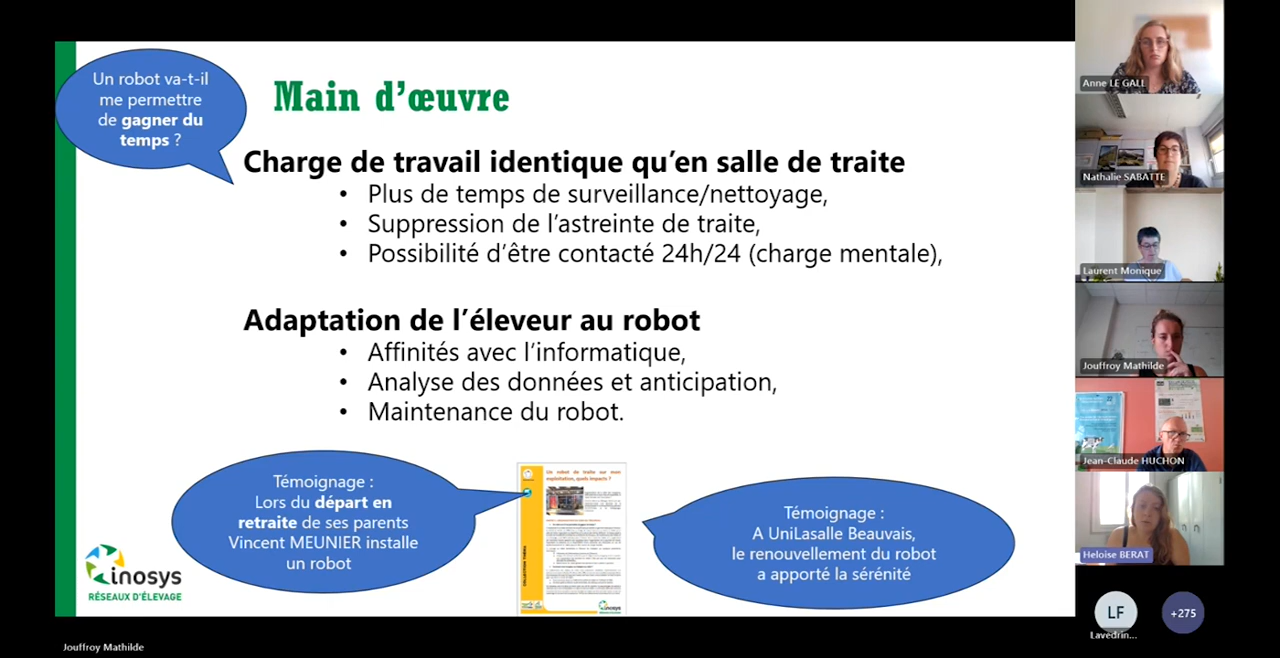 Un robot va-t-il
me permettre
de gagner du
temps ?
Main d'œuvre
Charge de travail identique qu'en salle de traite
• Plus de temps de surveillance/nettoyage,
• Suppression de l'astreinte de traite,
• Possibilité d'être contacté 24h/24 (charge mentale),
Adaptation de l'éleveur au robot
• Affinités avec l'informatique,
• Analyse des données et anticipation,
• Maintenance du robot.
Témoignage :
Lors du départ en
retraite de ses parents
Vincent MEUNIER installe
un robot
Un robot de traite sur mon
exploitation, quels impacts ?
Témoignage :
A UniLasalle Beauvais,
le renouvellement du robot
a apporté la sérénité
inosys
RÉSEAUX D'ÉLEVAGE
Anne LE GALL
Nathalie SABATTE
Laurent Monique
Jouffroy Mathilde
Jean-Claude HUCHON
Heloise BERAT
LF
+275
Lavedrin...
Jouffroy Mathilde